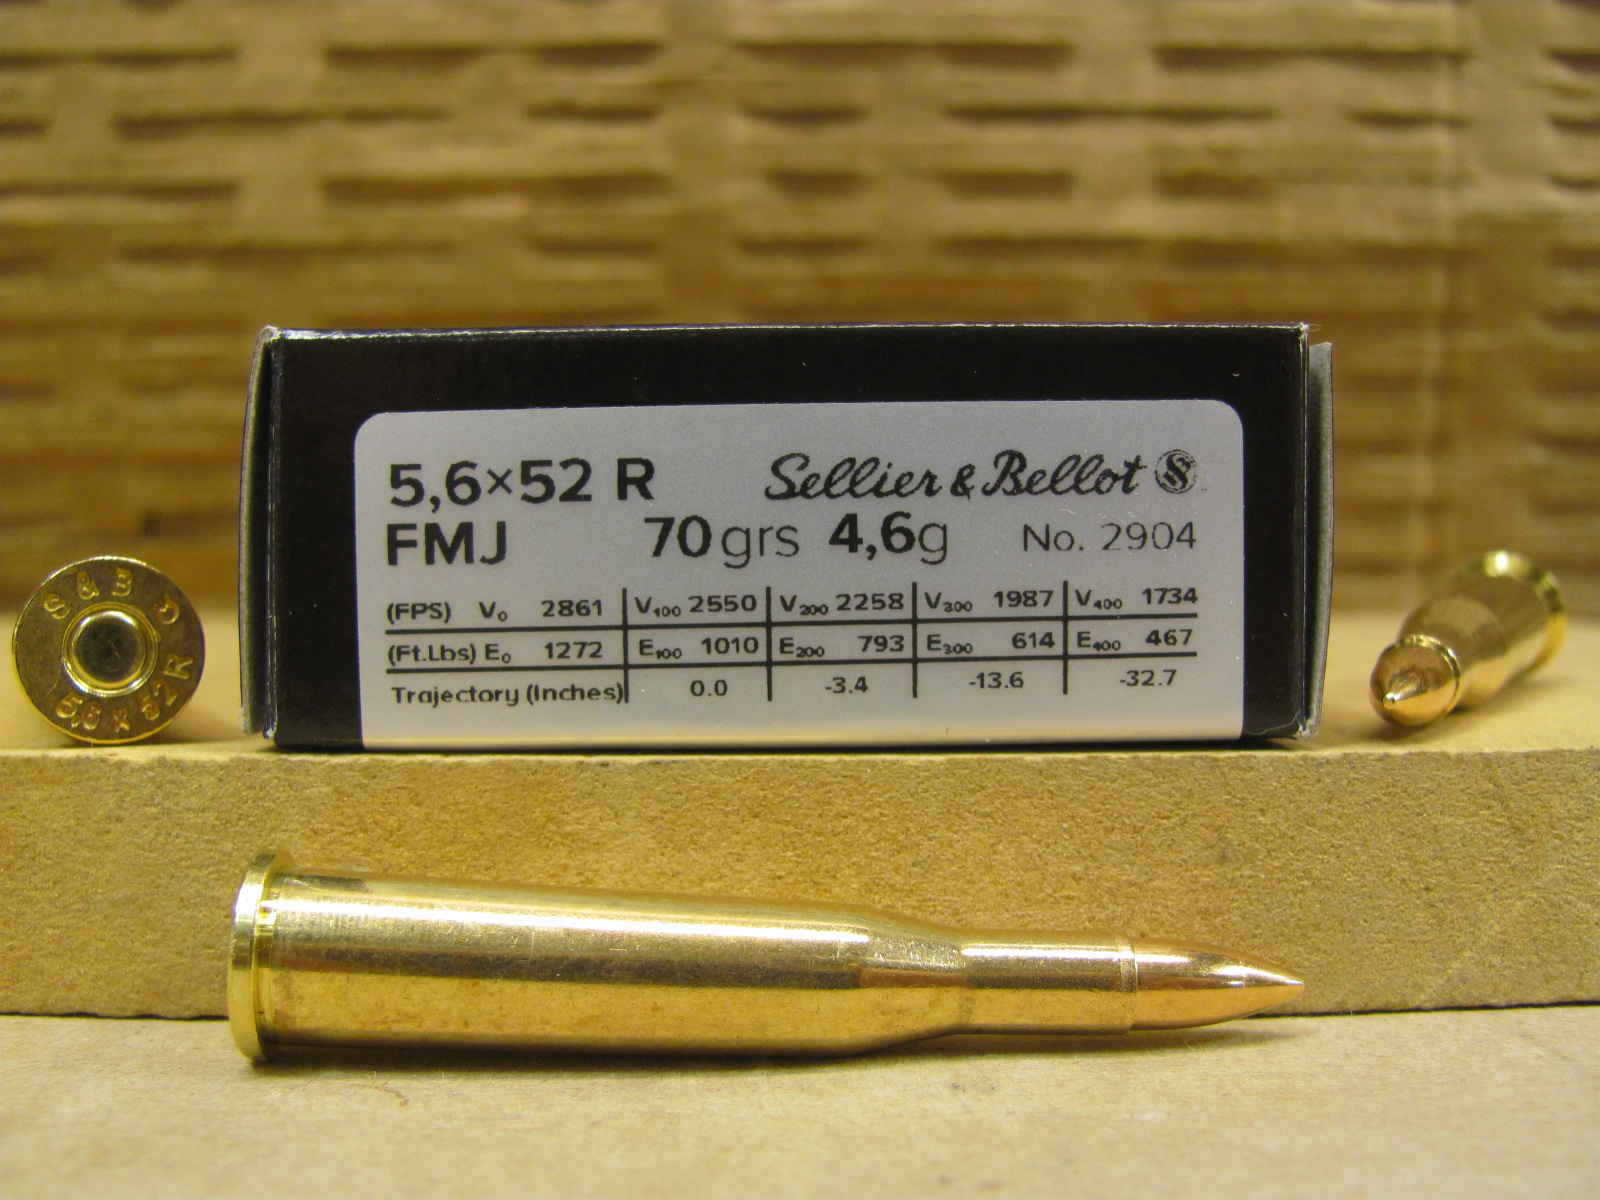 5,6×52 R Sellier & Bellot
FMJ 70 grs 4,6g No. 2904
(FPS) V0 2861 V100 2550 V200 2258 V300 1987 V400 1734
(Ft.Lbs) E0 1272 E100 1010 E200 793 E300 614 E400 467
Trajectory (Inches) 0.0 -3.4 -13.6 -32.7
S & B
5,6 x 52 R